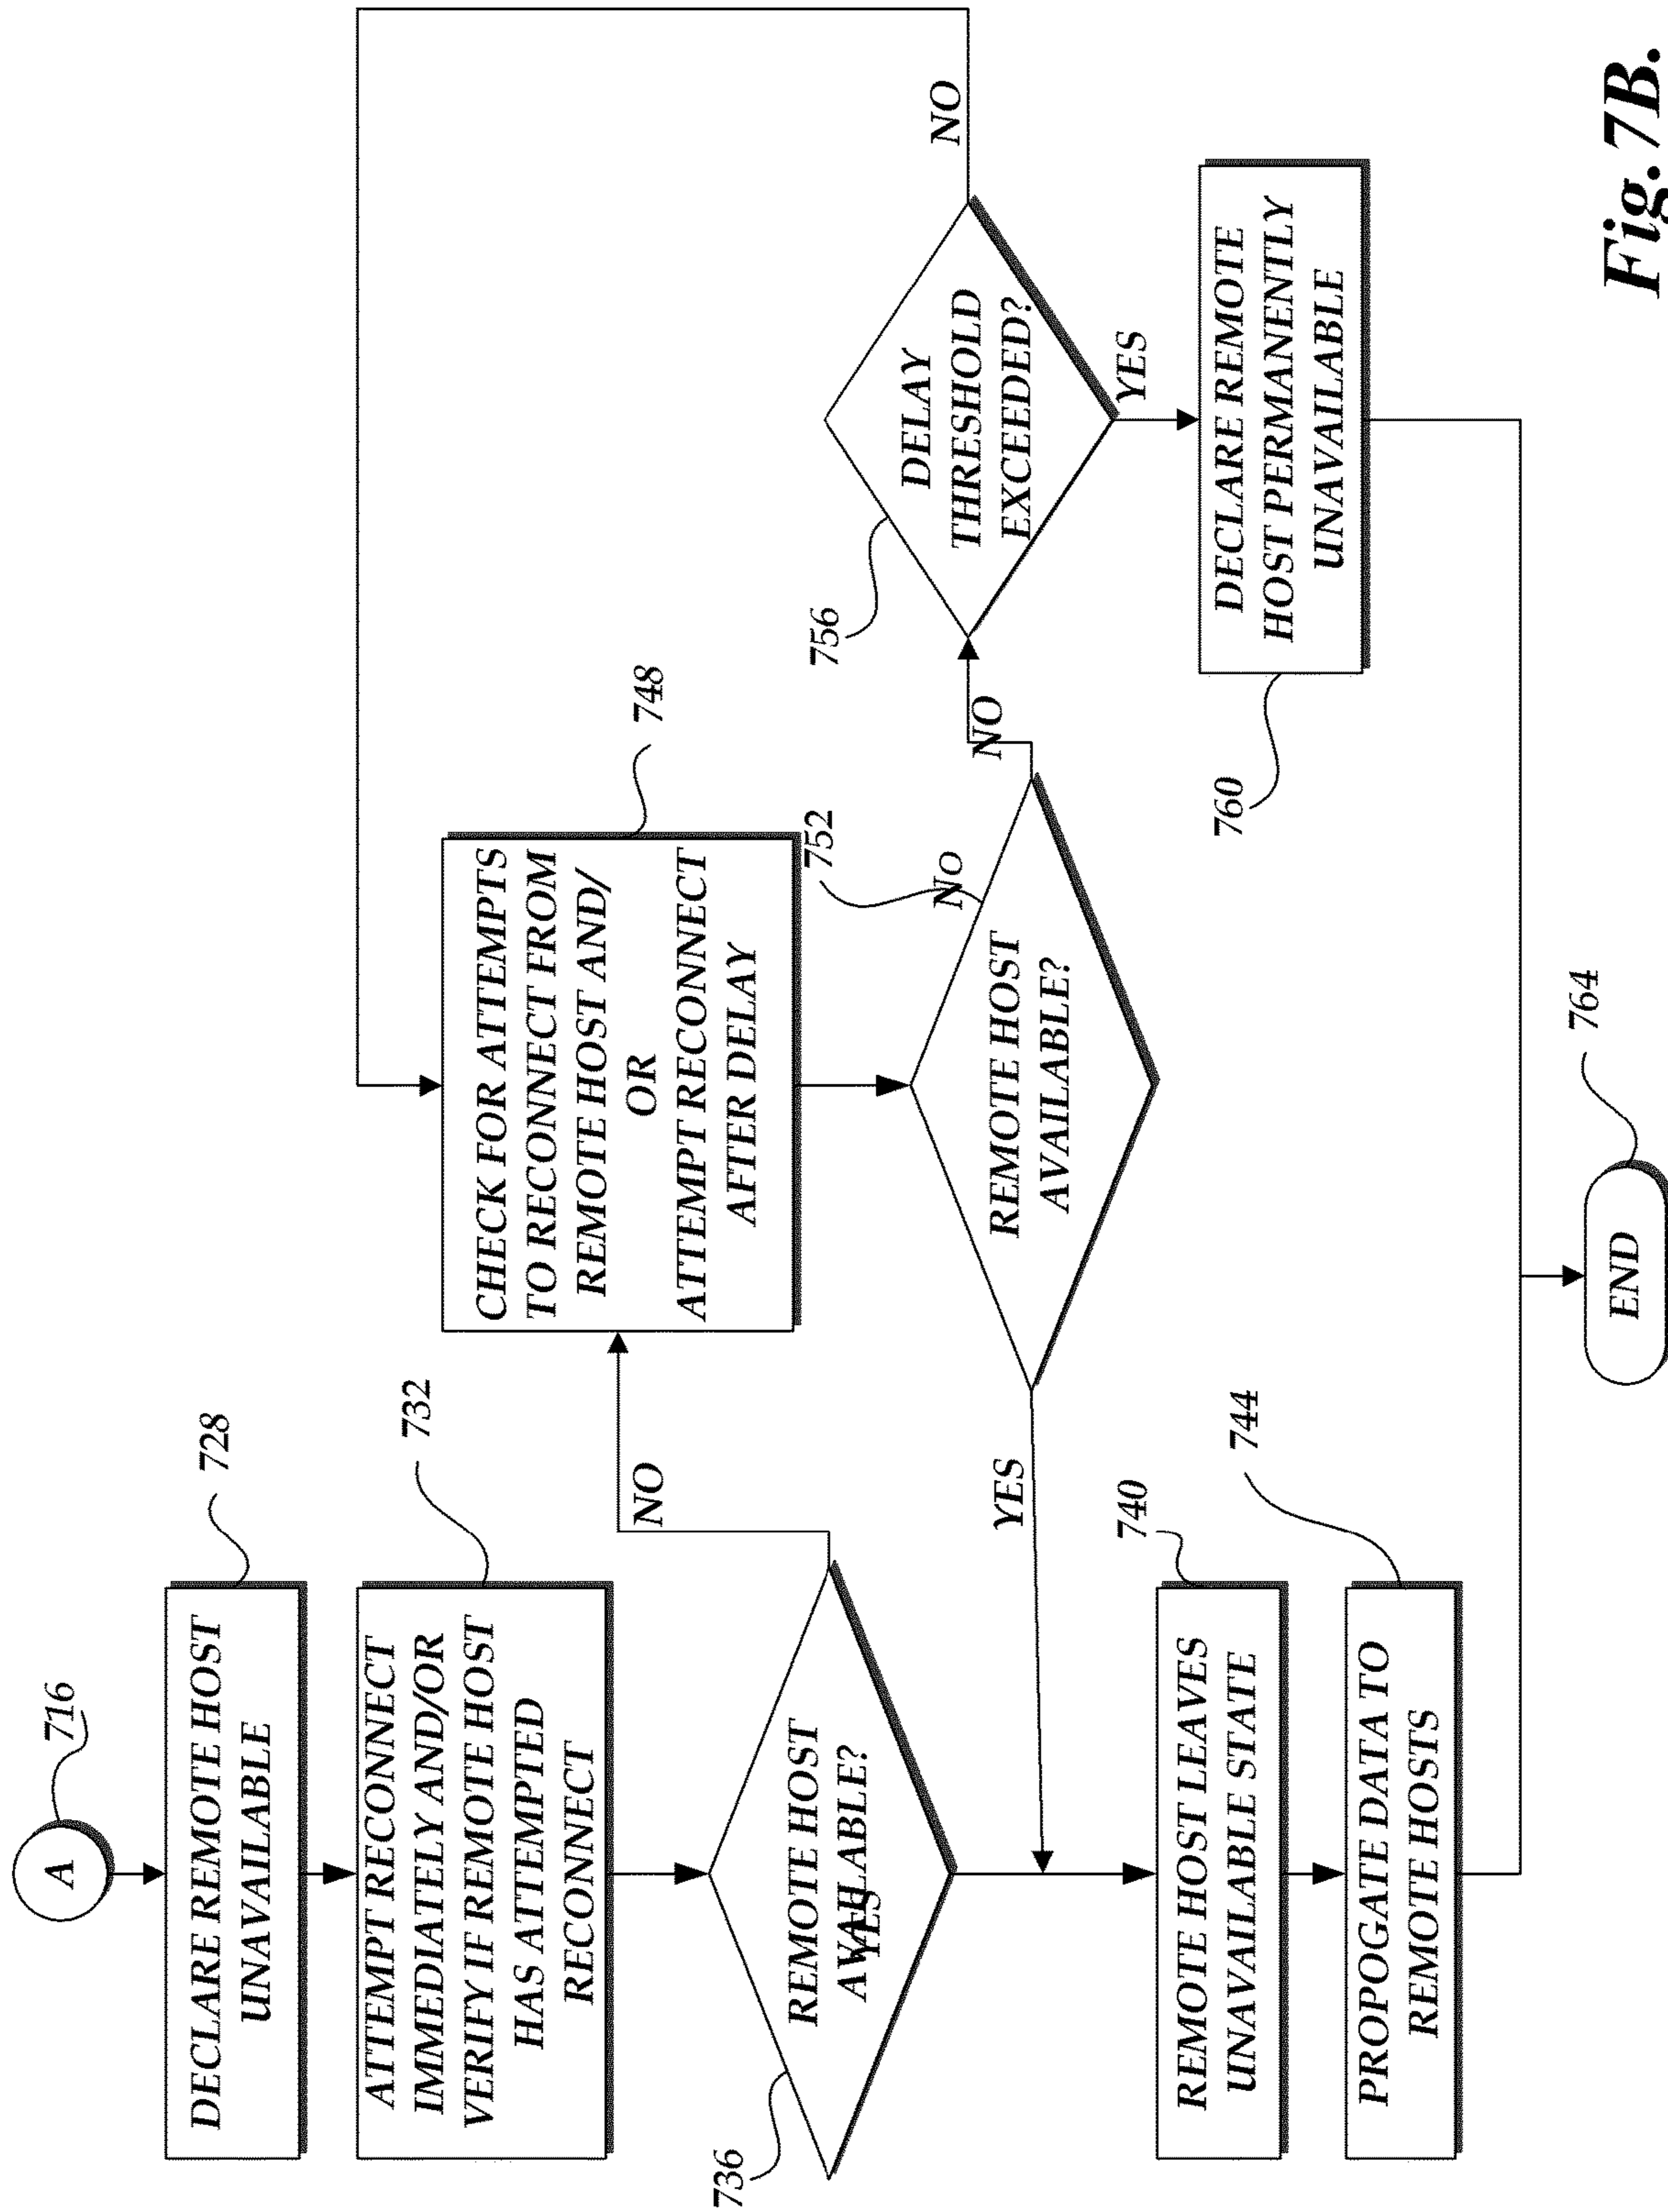 A
716
DECLARE REMOTE HOST
UNAVAILABLE
728
ATTEMPT RECONNECT
IMMEDIATELY AND/OR
VERIFY IF REMOTE HOST
HAS ATTEMPTED
RECONNECT
732
REMOTE HOST
AVAILABLE?
YES
736
NO
REMOTE HOST LEAVES
UNAVAILABLE STATE
740
PROPOGATE DATA TO
REMOTE HOSTS
744
CHECK FOR ATTEMPTS
TO RECONNECT FROM
REMOTE HOST AND/
OR
ATTEMPT RECONNECT
AFTER DELAY
748
REMOTE HOST
AVAILABLE?
752
No
NO
YES
DELAY
THRESHOLD
EXCEEDED?
756
NO
YES
DECLARE REMOTE
HOST PERMANENTLY
UNAVAILABLE
760
END
764
Fig.7B.